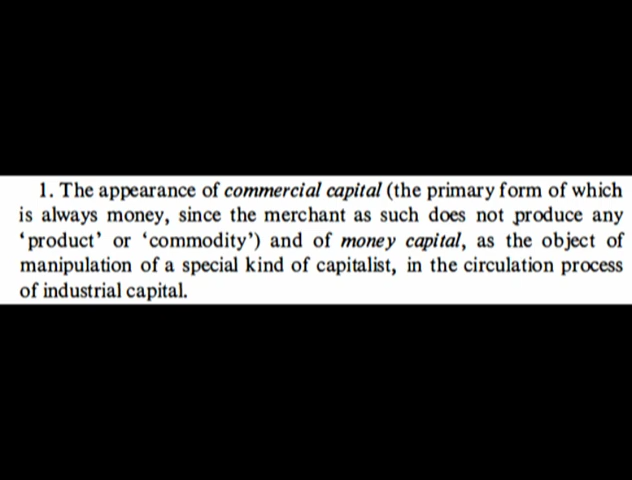 1. The appearance of commercial capital (the primary form of which
is always money, since the merchant as such does not produce any
‘product’ or ‘commodity’) and of money capital, as the object of
manipulation of a special kind of capitalist, in the circulation process
of industrial capital.